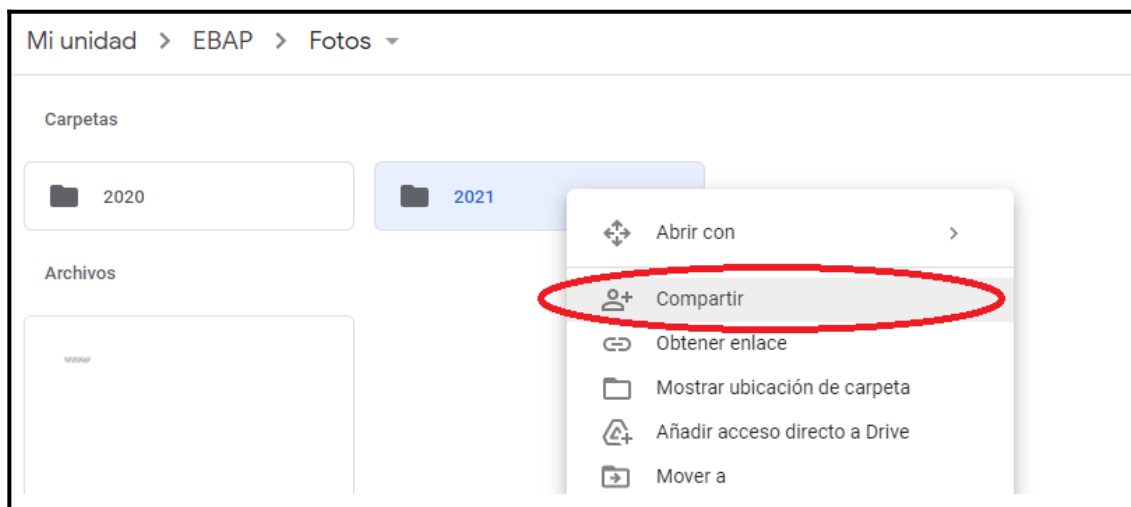 Mi unidad > EBAP > Fotos
Carpetas
2020
2021
Archivos
Abrir con
Compartir
Obtener enlace
Mostrar ubicación de carpeta
Añadir acceso directo a Drive
Mover a